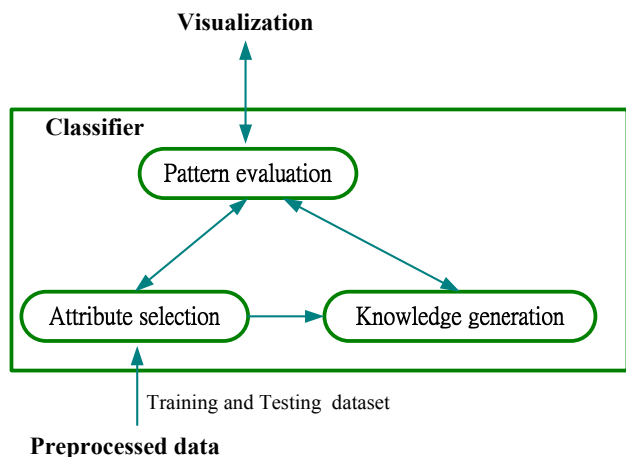 Visualization
Classifier
Pattern evaluation
Attribute selection
Knowledge generation
Training and Testing dataset
Preprocessed data